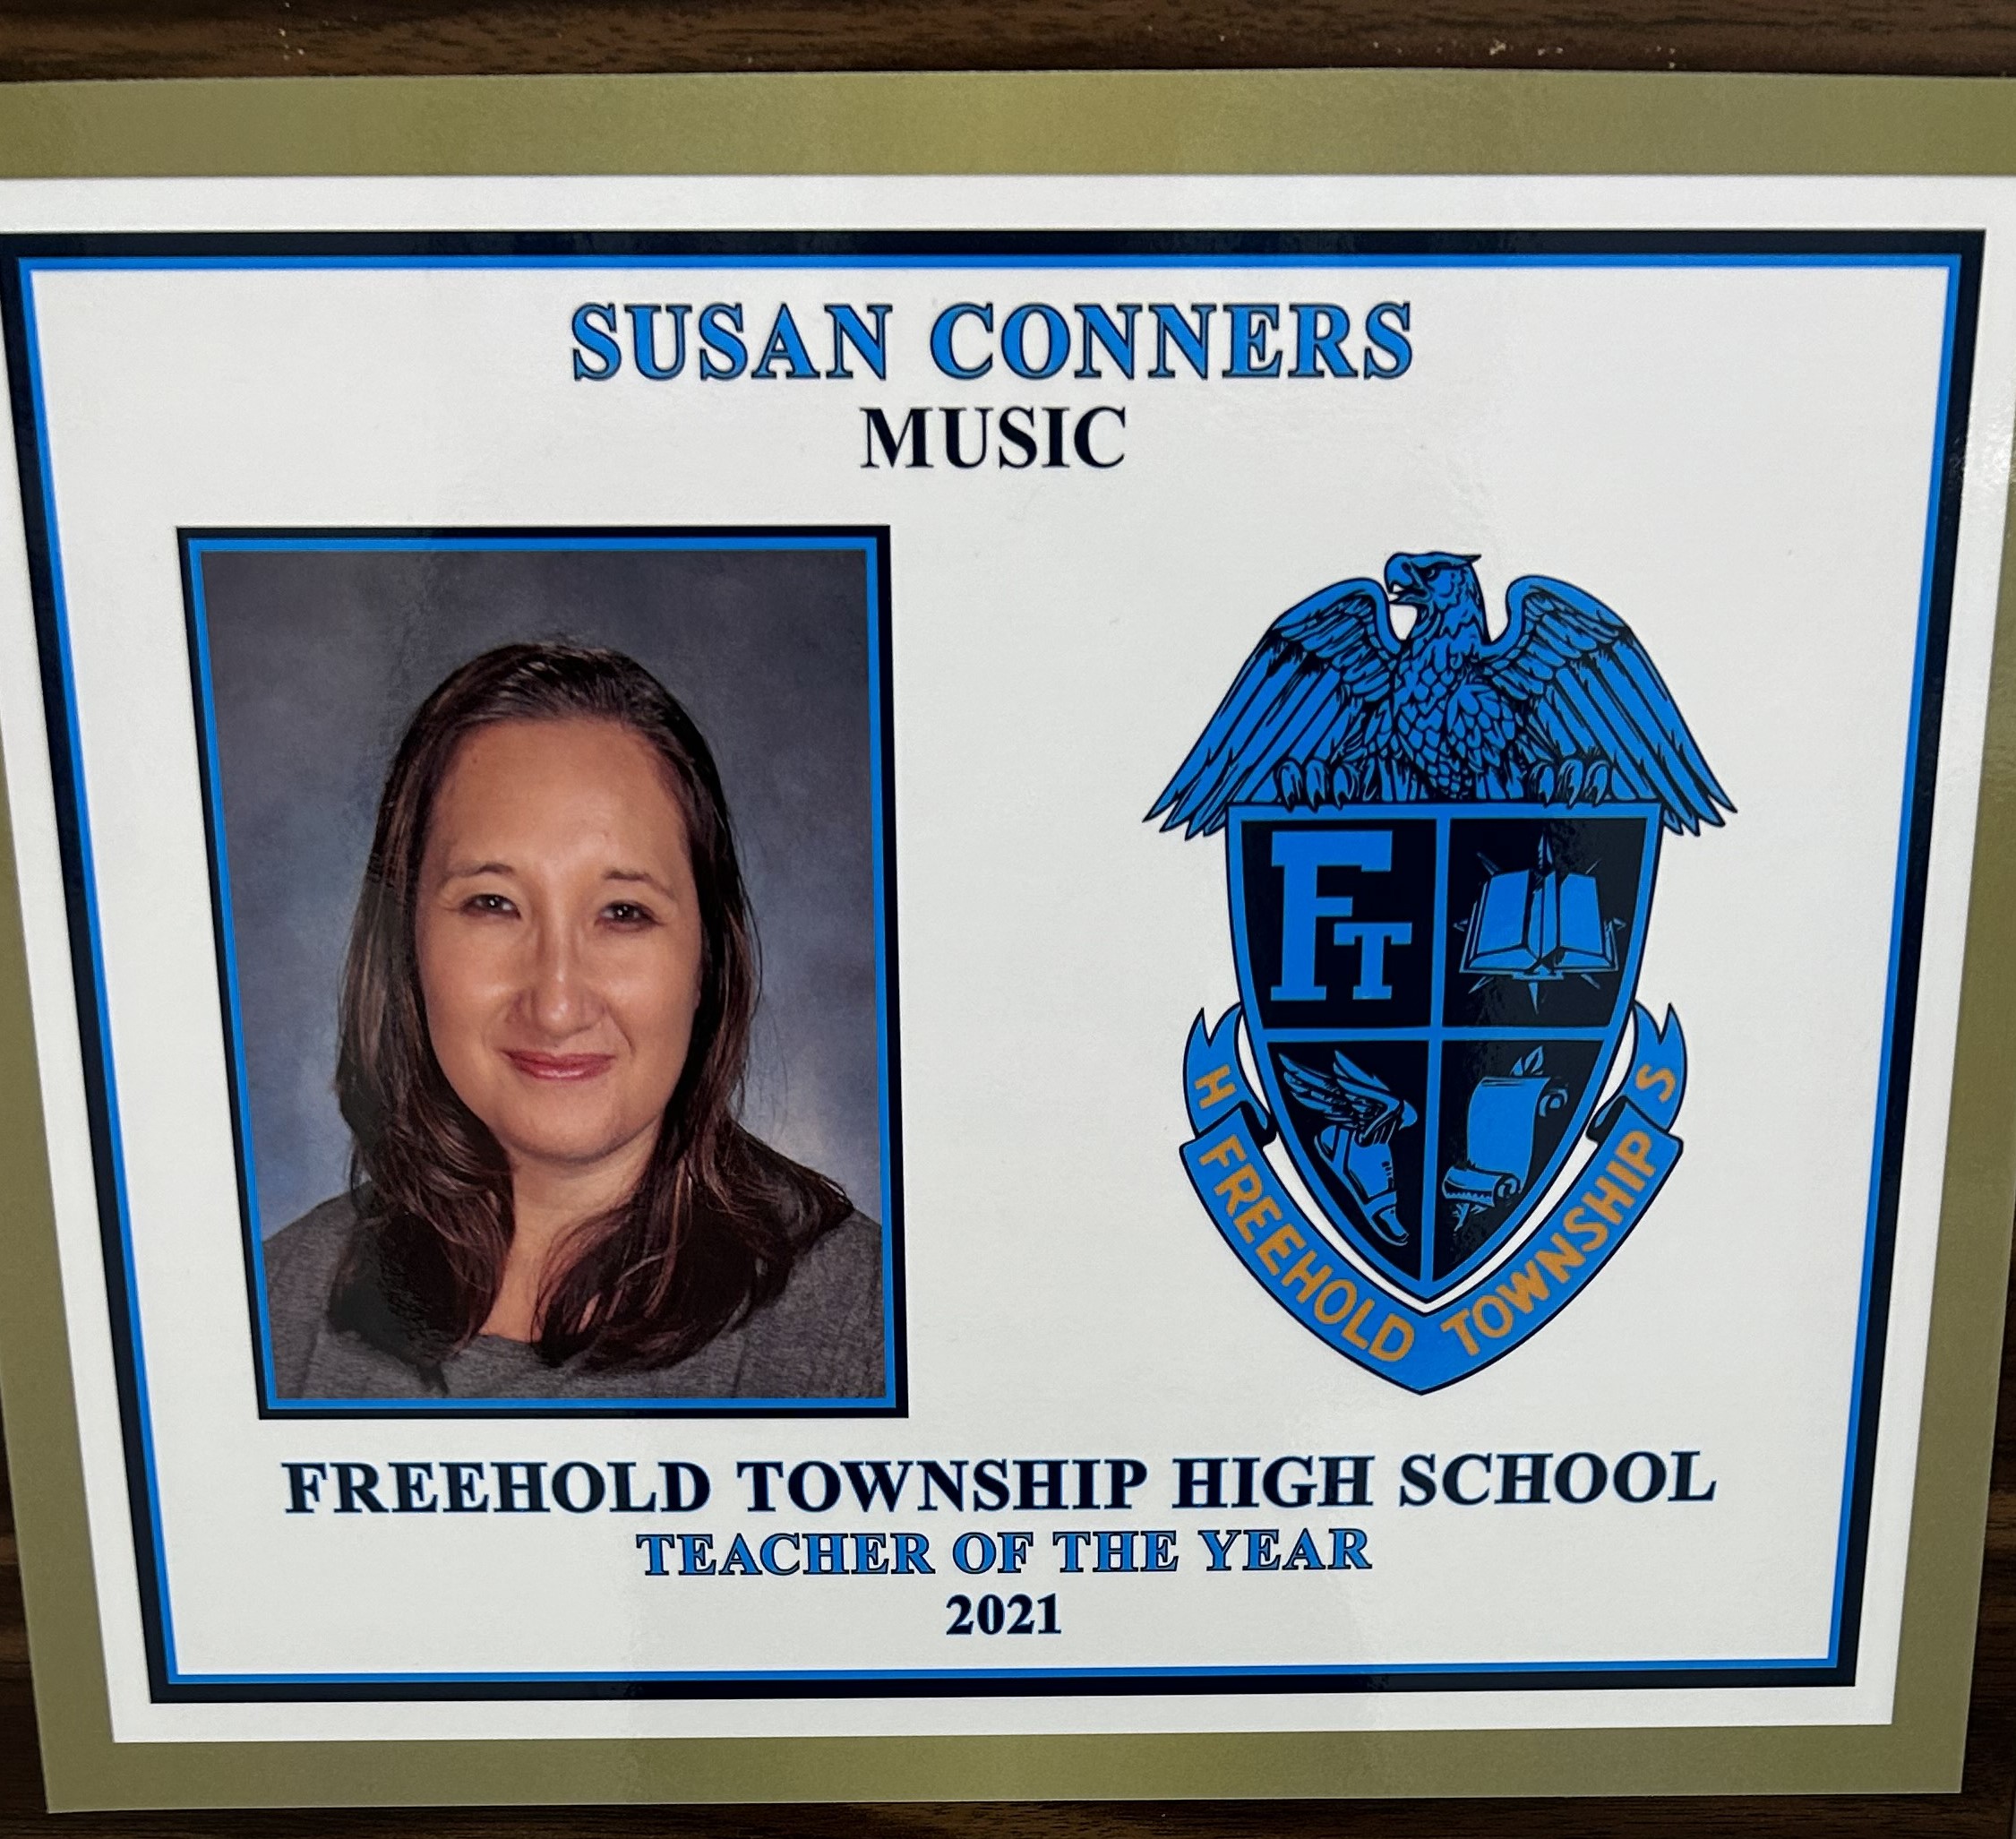 SUSAN CONNERS
MUSIC
FT
H FREEHOLD TOWNSHIP S
FREEHOLD TOWNSHIP HIGH SCHOOL
TEACHER OF THE YEAR
2021